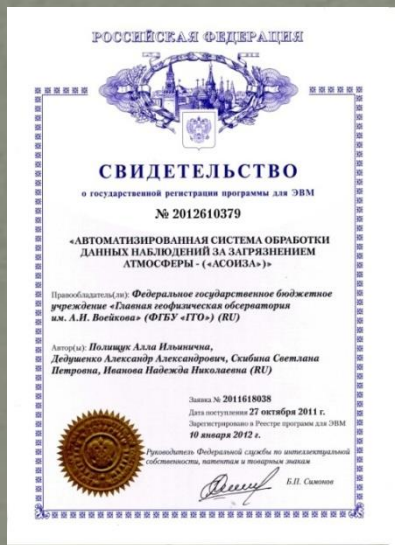 РОССИЙСКАЯ ФЕДЕРАЦИЯ
СВИДЕТЕЛЬСТВО
о государственной регистрации программы для ЭВМ
№ 2012610379
«АВТОМАТИЗИРОВАННАЯ СИСТЕМА ОБРАБОТКИ
ДАННЫХ НАБЛЮДЕНИЙ ЗА ЗАГРЯЗНЕНИЕМ
АТМОСФЕРЫ - («АСОИЗА»)»
Правообладатель(ли): Федеральное государственное бюджетное
учреждение «Главная геофизическая обсерватория
им. А.И. Воейкова» (ФГБУ «ГГО») (RU)
Автор(ы): Полищук Алла Ильинична,
Дедушенко Александр Александрович, Скибина Светлана
Петровна, Иванова Надежда Николаевна (RU)
Заявка № 2011618038
Дата поступления 27 октября 2011 г.
Зарегистрировано в Реестре программ для ЭВМ
10 января 2012 г.
Руководитель Федеральной службы по интеллектуальной
собственности, патентам и товарным знакам
Б.П. Симонов